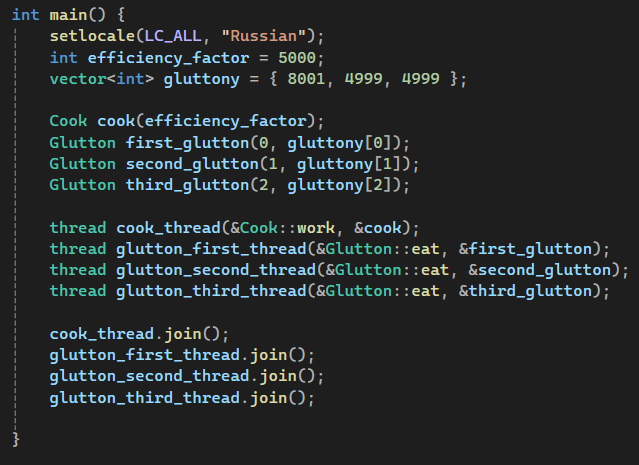 int main() {
    setlocale(LC_ALL, "Russian");
    int efficiency_factor = 5000;
    vector<int> gluttony = { 8001, 4999, 4999 };

    Cook cook(efficiency_factor);
    Glutton first_glutton(0, gluttony[0]);
    Glutton second_glutton(1, gluttony[1]);
    Glutton third_glutton(2, gluttony[2]);

    thread cook_thread(&Cook::work, &cook);
    thread glutton_first_thread(&Glutton::eat, &first_glutton);
    thread glutton_second_thread(&Glutton::eat, &second_glutton);
    thread glutton_third_thread(&Glutton::eat, &third_glutton);

    cook_thread.join();
    glutton_first_thread.join();
    glutton_second_thread.join();
    glutton_third_thread.join();

}